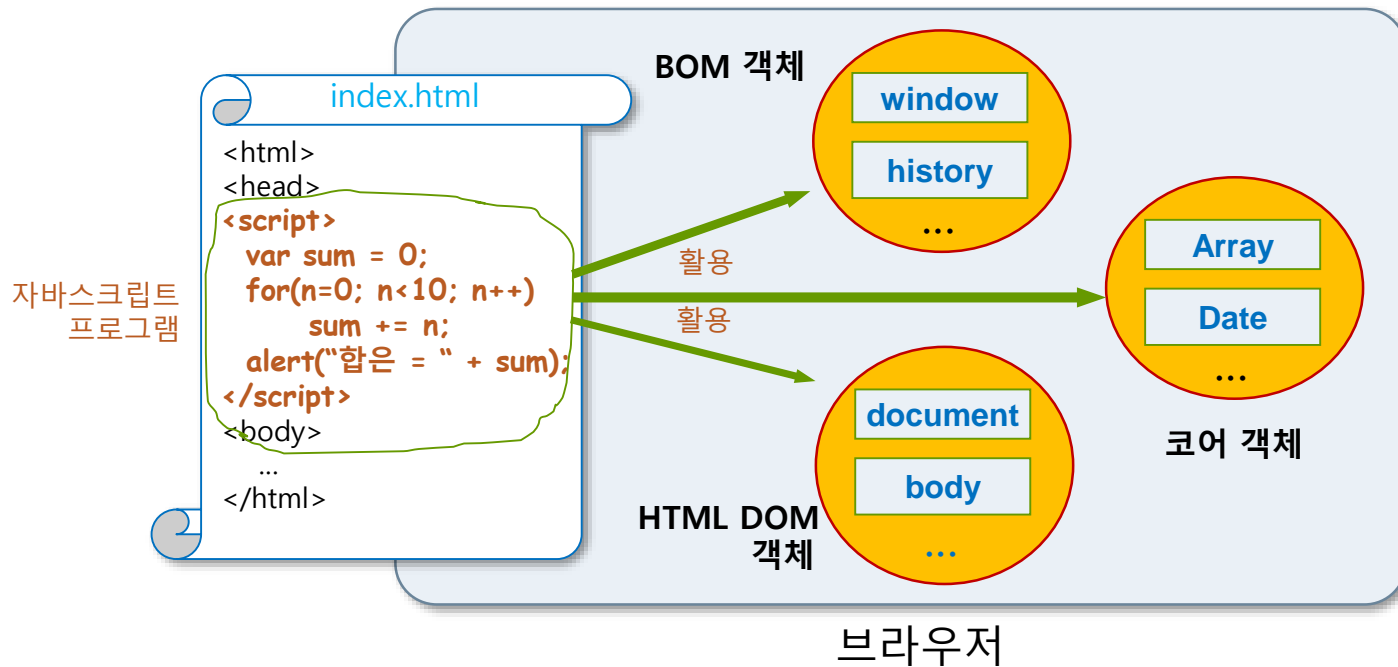 index.html
<html>
<head>
<script>
var sum = 0;
for(n=0; n<10; n++)
sum += n;
alert(“합은 = “ + sum);
</script>
<body>
...
</html>
자바스크립트
프로그램
활용
활용
BOM 객체
window
history
...
Array
Date
...
코어 객체
document
body
...
HTML DOM
객체
브라우저